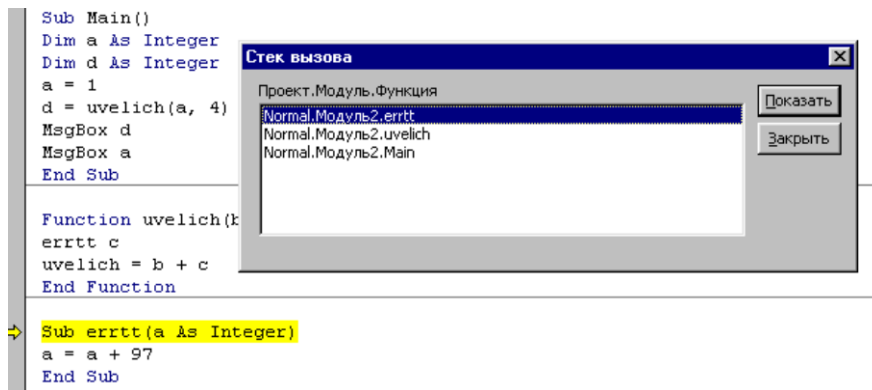 Sub Main()
Dim a As Integer
Dim d As Integer
a = 1
d = uvelich(a, 4)
MsgBox d
MsgBox a
End Sub
Function uvelich(b
errtt c
uvelich = b + c
End Function
Sub errtt(a As Integer)
a = a + 97
End Sub
Стек вызова
Проект.Модуль.Функция
Normal.Модуль2.errtt
Normal.Модуль2.uvelich
Normal.Модуль2.Main
Показать
Закрыть